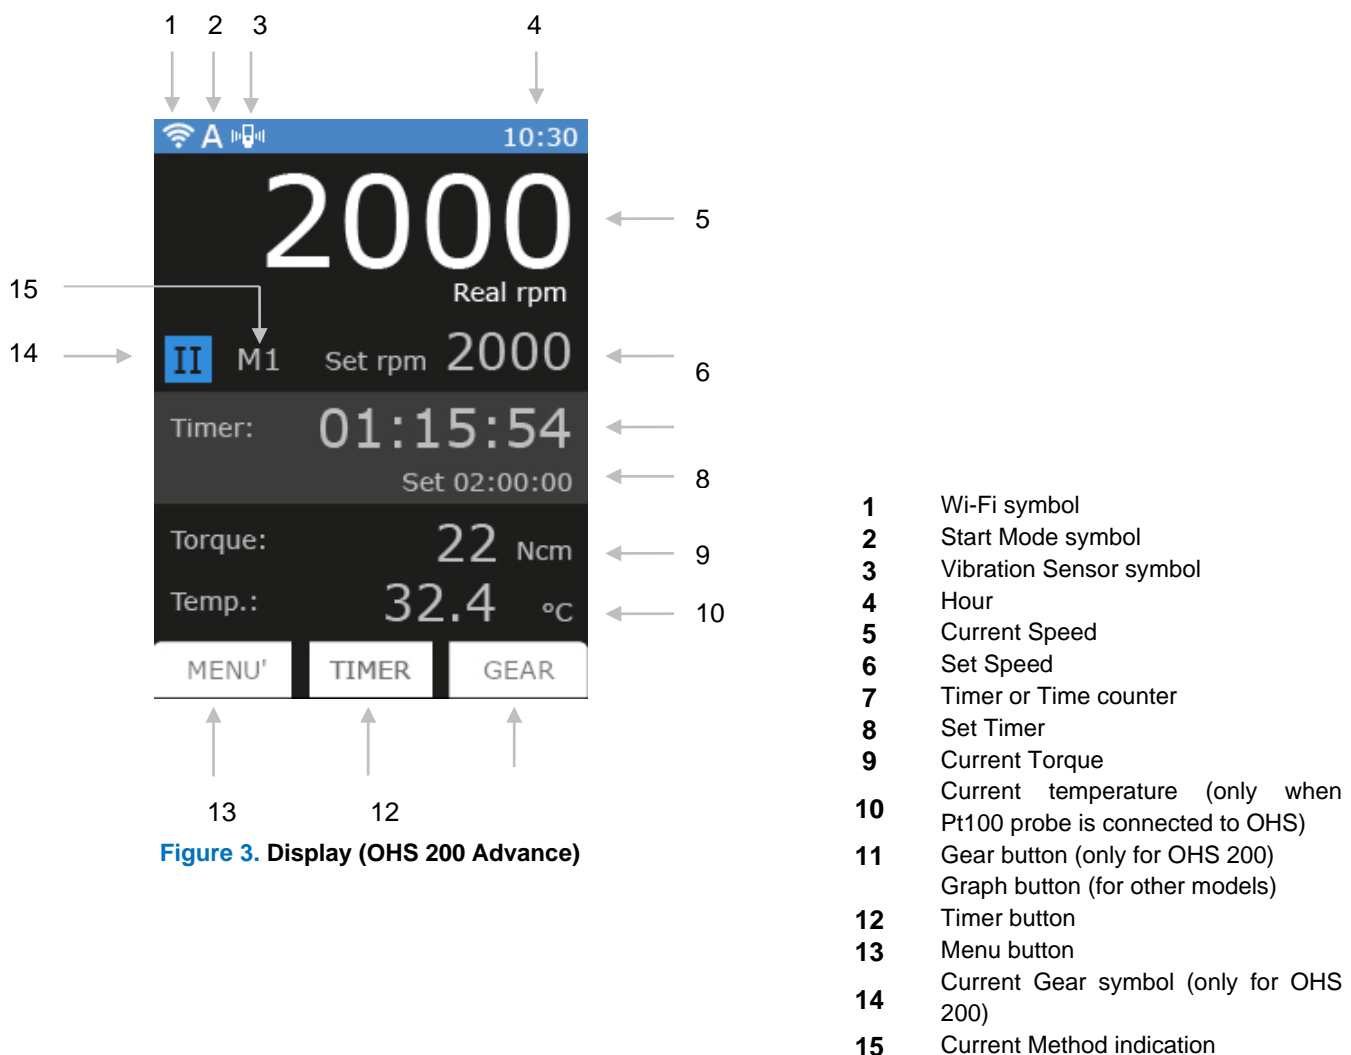 1 2 3 4
A 10:30
2000 5
Real rpm
15
14 II M1 Set rpm 2000 6
Timer: 01:15:54
Set 02:00:00 8
Torque: 22 Ncm 9
Temp.: 32.4 °C 10
MENU' TIMER GEAR
13 12
Figure 3. Display (OHS 200 Advance)
1 Wi-Fi symbol
2 Start Mode symbol
3 Vibration Sensor symbol
4 Hour
5 Current Speed
6 Set Speed
7 Timer or Time counter
8 Set Timer
9 Current Torque
10 Current temperature (only when
Pt100 probe is connected to OHS)
11 Gear button (only for OHS 200)
Graph button (for other models)
12 Timer button
13 Menu button
14 Current Gear symbol (only for OHS
200)
15 Current Method indication